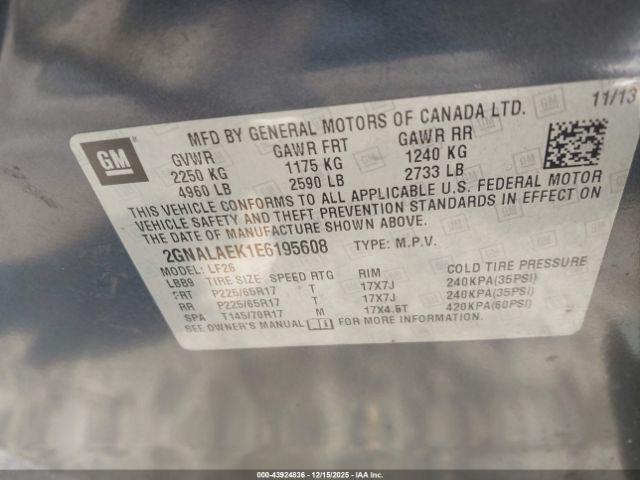 11/13
GM
MFD BY GENERAL MOTORS OF CANADA LTD.
GVWR GAWR FRT GAWR RR
2250 KG 1175 KG 1240 KG
4960 LB 2590 LB 2733 LB
THIS VEHICLE CONFORMS TO ALL APPLICABLE U.S. FEDERAL MOTOR
VEHICLE SAFETY AND THEFT PREVENTION STANDARDS IN EFFECT ON
THE DATE OF MANUFACTURE SHOWN ABOVE.
2GNALAEK1E6195608 TYPE: M.P.V.
MODEL: LF26
LBB9 TIRE SIZE SPEED RTG RIM COLD TIRE PRESSURE
FRT P225/65R17 T 17X7J 240KPA(35PSI)
RR P225/65R17 T 17X7J 240KPA(35PSI)
SPA T145/70R17 M 17X4.5T 420KPA(60PSI)
SEE OWNER'S MANUAL FOR MORE INFORMATION.
00-43924836 - 12/15/2025 - IAA Inc.